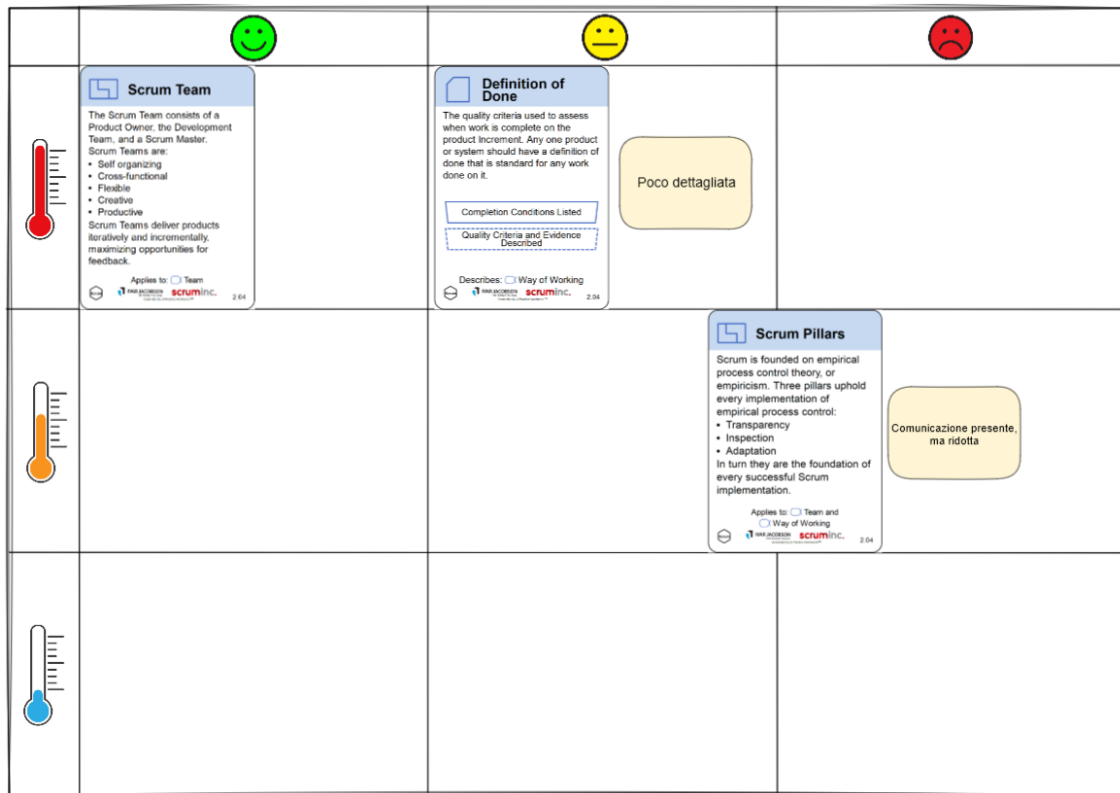 Scrum Team
The Scrum Team consists of a
Product Owner, the Development
Team, and a Scrum Master.
Scrum Teams are:
• Self organizing
• Cross-functional
• Flexible
• Creative
• Productive
Scrum Teams deliver products
iteratively and incrementally,
maximizing opportunities for
feedback.
Applies to: Team
IVAR JACOBSON
scruminc.
2.04
Definition of
Done
The quality criteria used to assess
when work is complete on the
product Increment. Any one product
or system should have a definition of
done that is standard for any work
done on it.
Completion Conditions Listed
Quality Criteria and Evidence
Described
Describes: Way of Working
IVAR JACOBSON
scruminc.
2.04
Poco dettagliata
Scrum Pillars
Scrum is founded on empirical
process control theory, or
empiricism. Three pillars uphold
every implementation of
empirical process control:
• Transparency
• Inspection
• Adaptation
In turn they are the foundation of
every successful Scrum
implementation.
Applies to: Team and
Way of Working
IVAR JACOBSON
scruminc.
2.04
Comunicazione presente,
ma ridotta